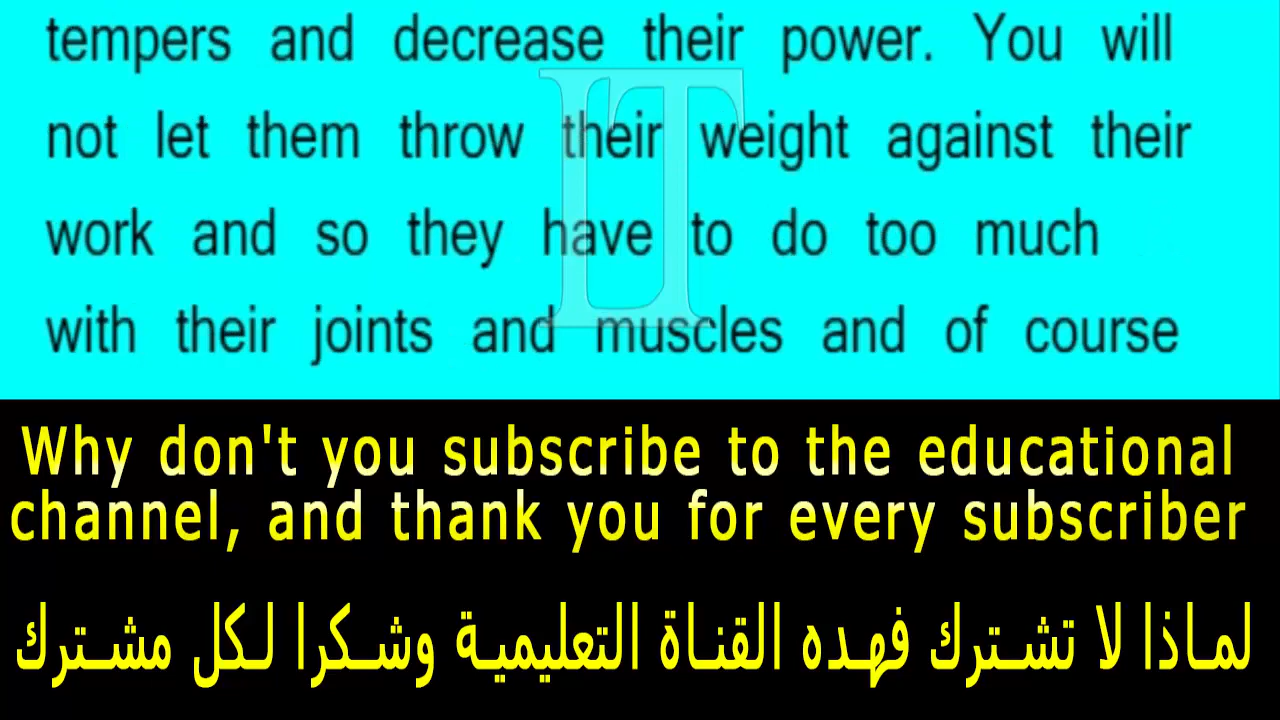 tempers and decrease their power. You will
not let them throw their weight against their
work and so they have to do too much
with their joints and muscles and of course
LT
Why don't you subscribe to the educational
channel, and thank you for every subscriber
لماذا لا تشترك فهده القناة التعليمية وشكرا لكل مشترك